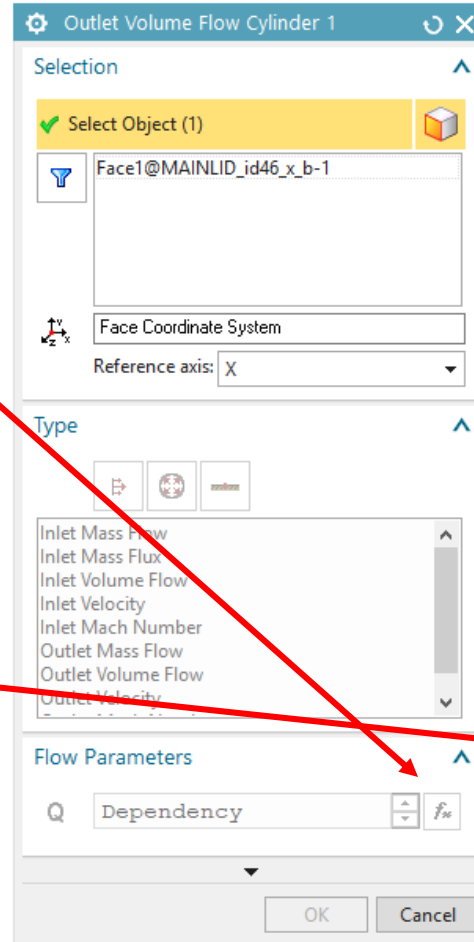 Outlet Volume Flow Cylinder 1
Selection
Select Object (1)
Face1@MAINLID_id46_x_b-1
Face Coordinate System
Reference axis: X
Type
Inlet Mass Flow
Inlet Mass Flux
Inlet Volume Flow
Inlet Velocity
Inlet Mach Number
Outlet Mass Flow
Outlet Volume Flow
Outlet Velocity
Flow Parameters
Q Dependency
OK Cancel